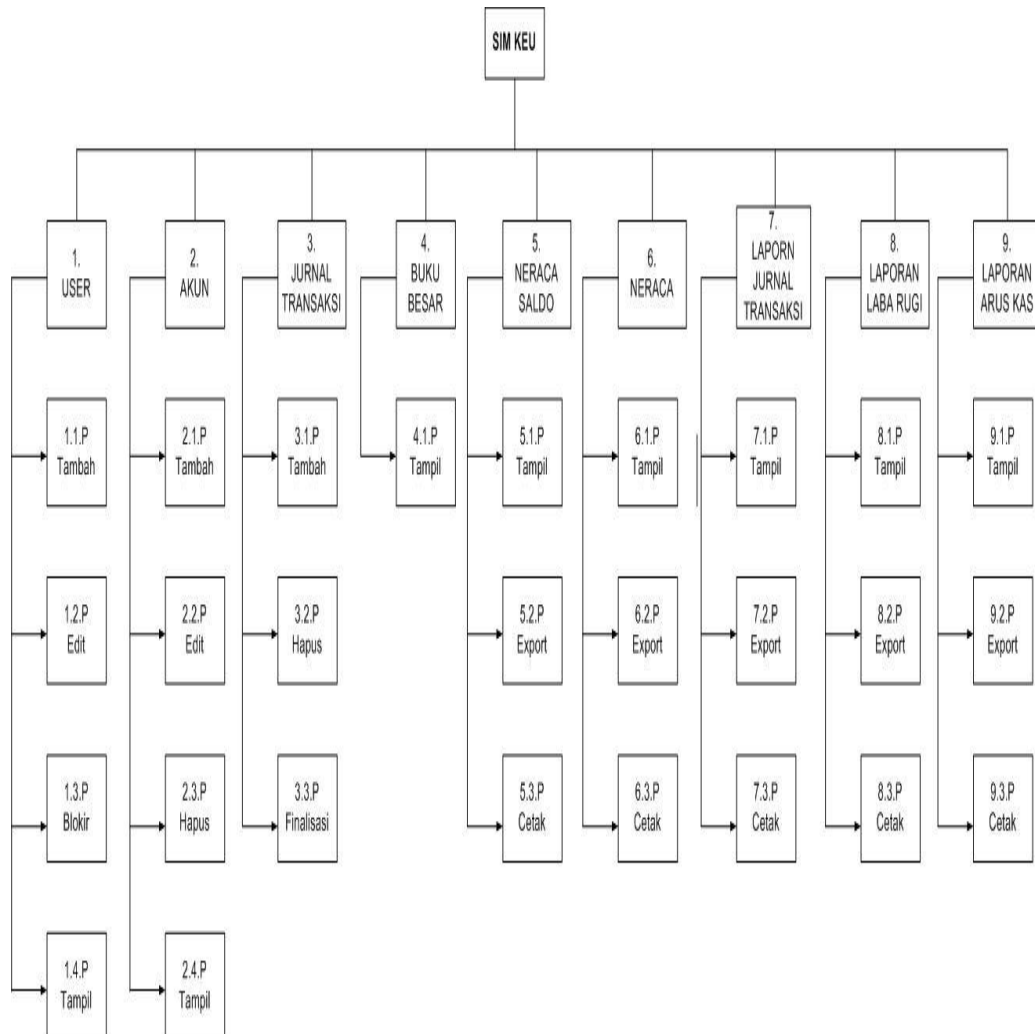 SIM KEU
1.
USER
2.
AKUN
3.
JURNAL
TRANSAKSI
4.
BUKU
BESAR
5.
NERACA
SALDO
6.
NERACA
7.
LAPORN
JURNAL
TRANSAKSI
8.
LAPORAN
LABA RUGI
9.
LAPORAN
ARUS KAS
1.1.P
Tambah
2.1.P
Tambah
3.1.P
Tambah
4.1.P
Tampil
5.1.P
Tampil
6.1.P
Tampil
7.1.P
Tampil
8.1.P
Tampil
9.1.P
Tampil
1.2.P
Edit
2.2.P
Edit
3.2.P
Hapus
5.2.P
Export
6.2.P
Export
7.2.P
Export
8.2.P
Export
9.2.P
Export
1.3.P
Blokir
2.3.P
Hapus
3.3.P
Finalisasi
5.3.P
Cetak
6.3.P
Cetak
7.3.P
Cetak
8.3.P
Cetak
9.3.P
Cetak
1.4.P
Tampil
2.4.P
Tampil